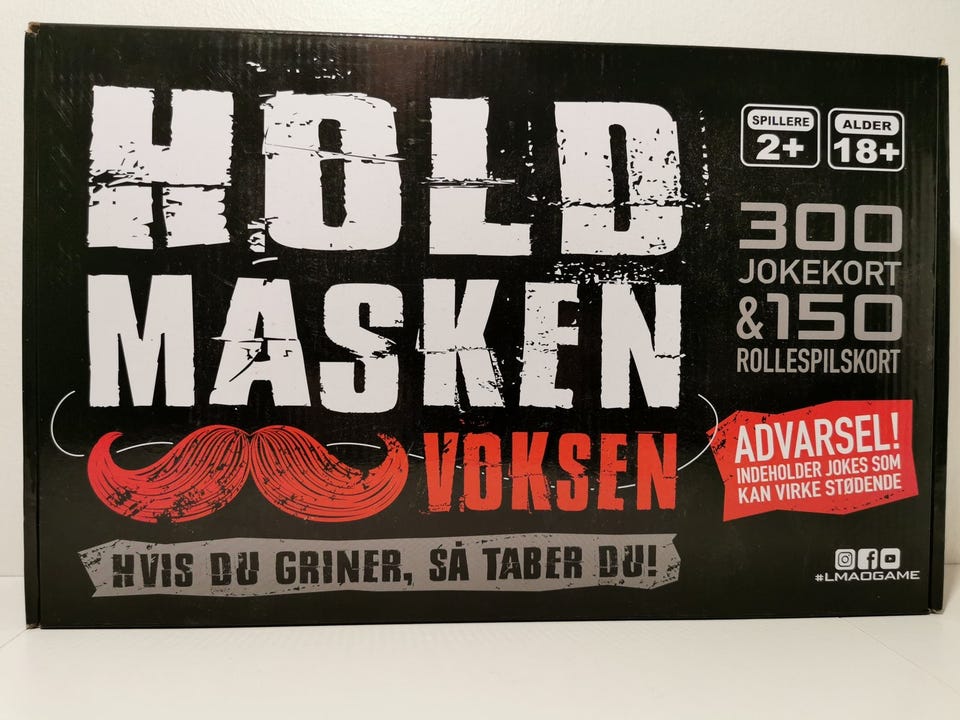 HOLD
MASKEN
VOKSEN
HVIS DU GRINER, SÅ TABER DU!
SPILLERE
2+
ALDER
18+
300
JOKEKORT
&150
ROLLESPILSKORT
ADVARSEL!
INDEHOLDER JOKES SOM
KAN VIRKE STØDENDE
#LMAOGAME